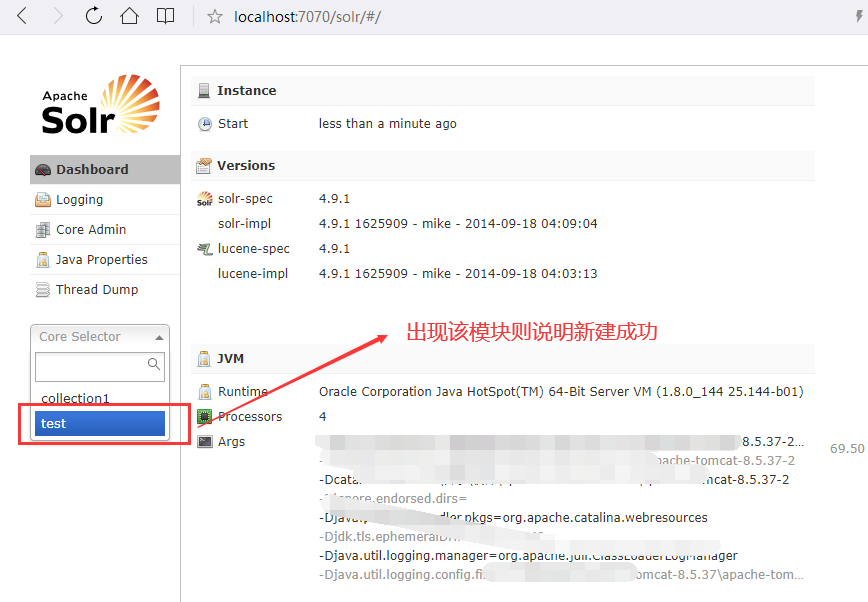 localhost:7070/solr/#/
Apache
Solr
Dashboard
Logging
Core Admin
Java Properties
Thread Dump
Core Selector
collection1
test
Instance
Start less than a minute ago
Versions
solr-spec 4.9.1
solr-impl 4.9.1 1625909 - mike - 2014-09-18 04:09:04
lucene-spec 4.9.1
lucene-impl 4.9.1 1625909 - mike - 2014-09-18 04:03:13
出现该模块则说明新建成功
JVM
Runtime Oracle Corporation Java HotSpot(TM) 64-Bit Server VM (1.8.0_144 25.144-b01)
Processors 4
Args
8.5.37-2...
pache-tomcat-8.5.37-2
-Dcata mcat-8.5.37-2
.endorsed.dirs=
-Djava. dler.pkgs=org.apache.catalina.webresources
-Djdk.tls.ephemeralD
-Djava.util.logging.manager=org.apache.juli.ClassLoaderLogManager
-Djava.util.logging.config.fi omcat-8.5.37\apache-tom...
69.50